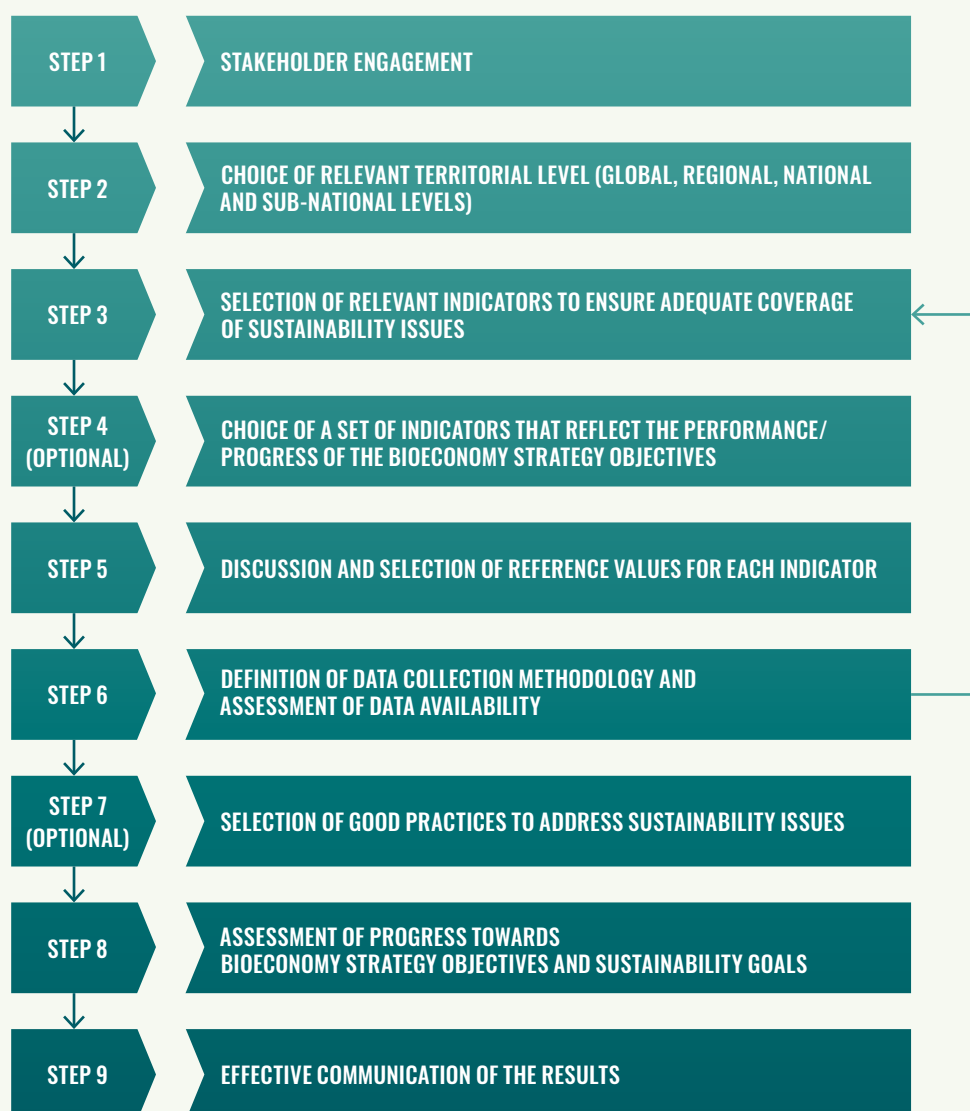 STEP 1
STAKEHOLDER ENGAGEMENT
STEP 2
CHOICE OF RELEVANT TERRITORIAL LEVEL (GLOBAL, REGIONAL, NATIONAL
AND SUB-NATIONAL LEVELS)
STEP 3
SELECTION OF RELEVANT INDICATORS TO ENSURE ADEQUATE COVERAGE
OF SUSTAINABILITY ISSUES
STEP 4
(OPTIONAL)
CHOICE OF A SET OF INDICATORS THAT REFLECT THE PERFORMANCE/
PROGRESS OF THE BIOECONOMY STRATEGY OBJECTIVES
STEP 5
DISCUSSION AND SELECTION OF REFERENCE VALUES FOR EACH INDICATOR
STEP 6
DEFINITION OF DATA COLLECTION METHODOLOGY AND
ASSESSMENT OF DATA AVAILABILITY
STEP 7
(OPTIONAL)
SELECTION OF GOOD PRACTICES TO ADDRESS SUSTAINABILITY ISSUES
STEP 8
ASSESSMENT OF PROGRESS TOWARDS
BIOECONOMY STRATEGY OBJECTIVES AND SUSTAINABILITY GOALS
STEP 9
EFFECTIVE COMMUNICATION OF THE RESULTS